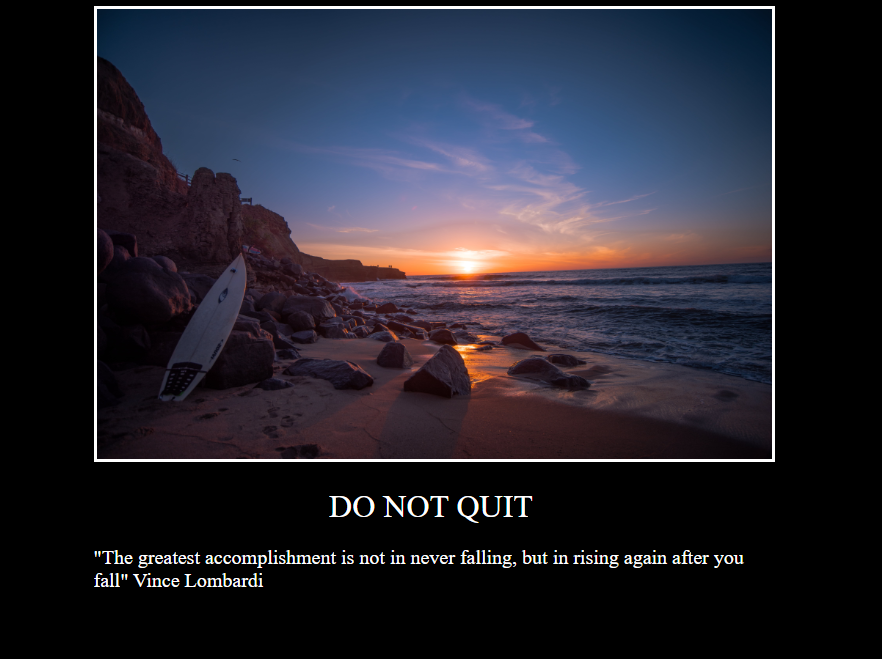 DO NOT QUIT
"The greatest accomplishment is not in never falling, but in rising again after you
fall" Vince Lombardi